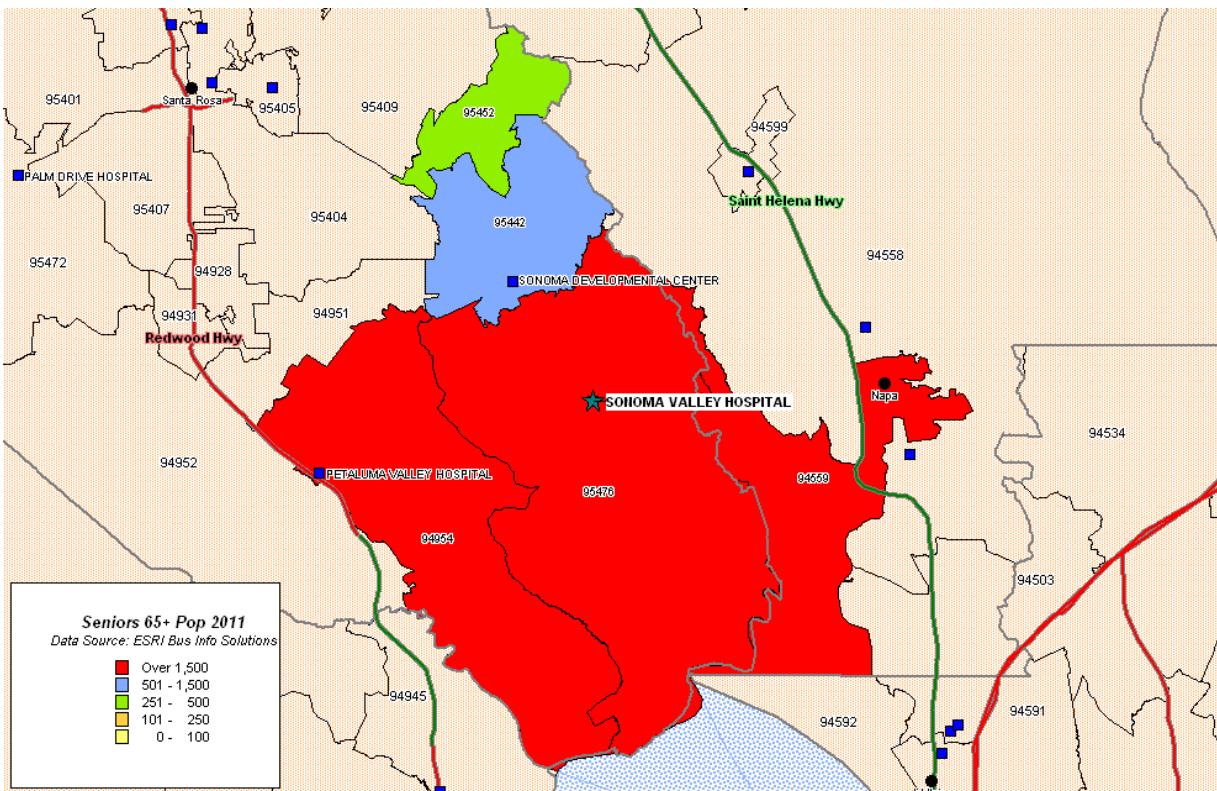 95401
Santa Rosa
95405
95409
95452
94599
PALM DRIVE HOSPITAL
95407
95404
95442
Saint Helena Hwy
95472
94928
94558
SONOMA DEVELOPMENTAL CENTER
94931
94951
Redwood Hwy
Napa
SONOMA VALLEY HOSPITAL
94534
94952
PETALUMA VALLEY HOSPITAL
95476
94559
94954
94503
Seniors 65+ Pop 2011
Data Source: ESRI Bus Info Solutions
Over 1,500
501 - 1,500
251 - 500
101 - 250
0 - 100
94945
94592
94591